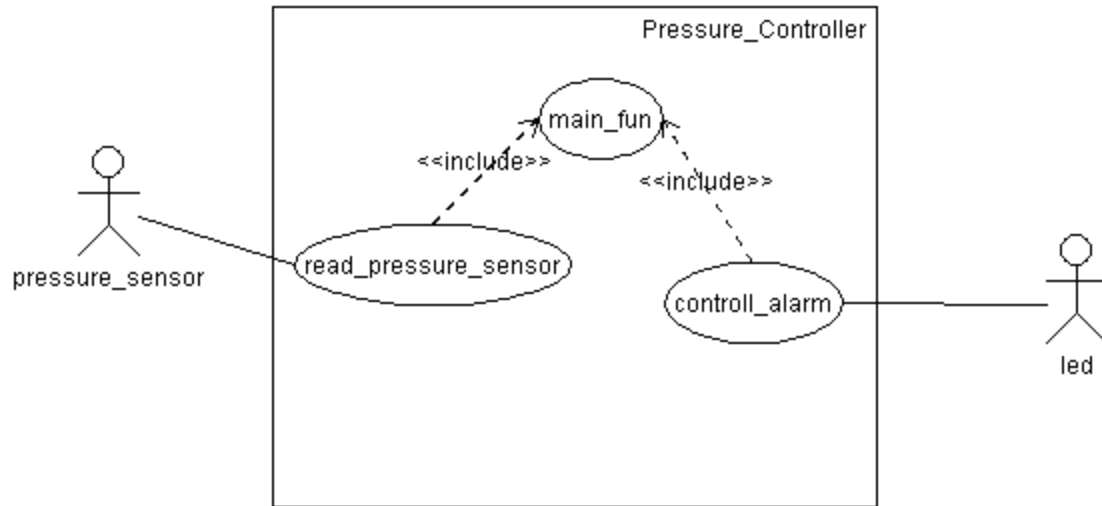 Pressure_Controller
main_fun
<<include>>
<<include>>
pressure_sensor
read_pressure_sensor
controll_alarm
led